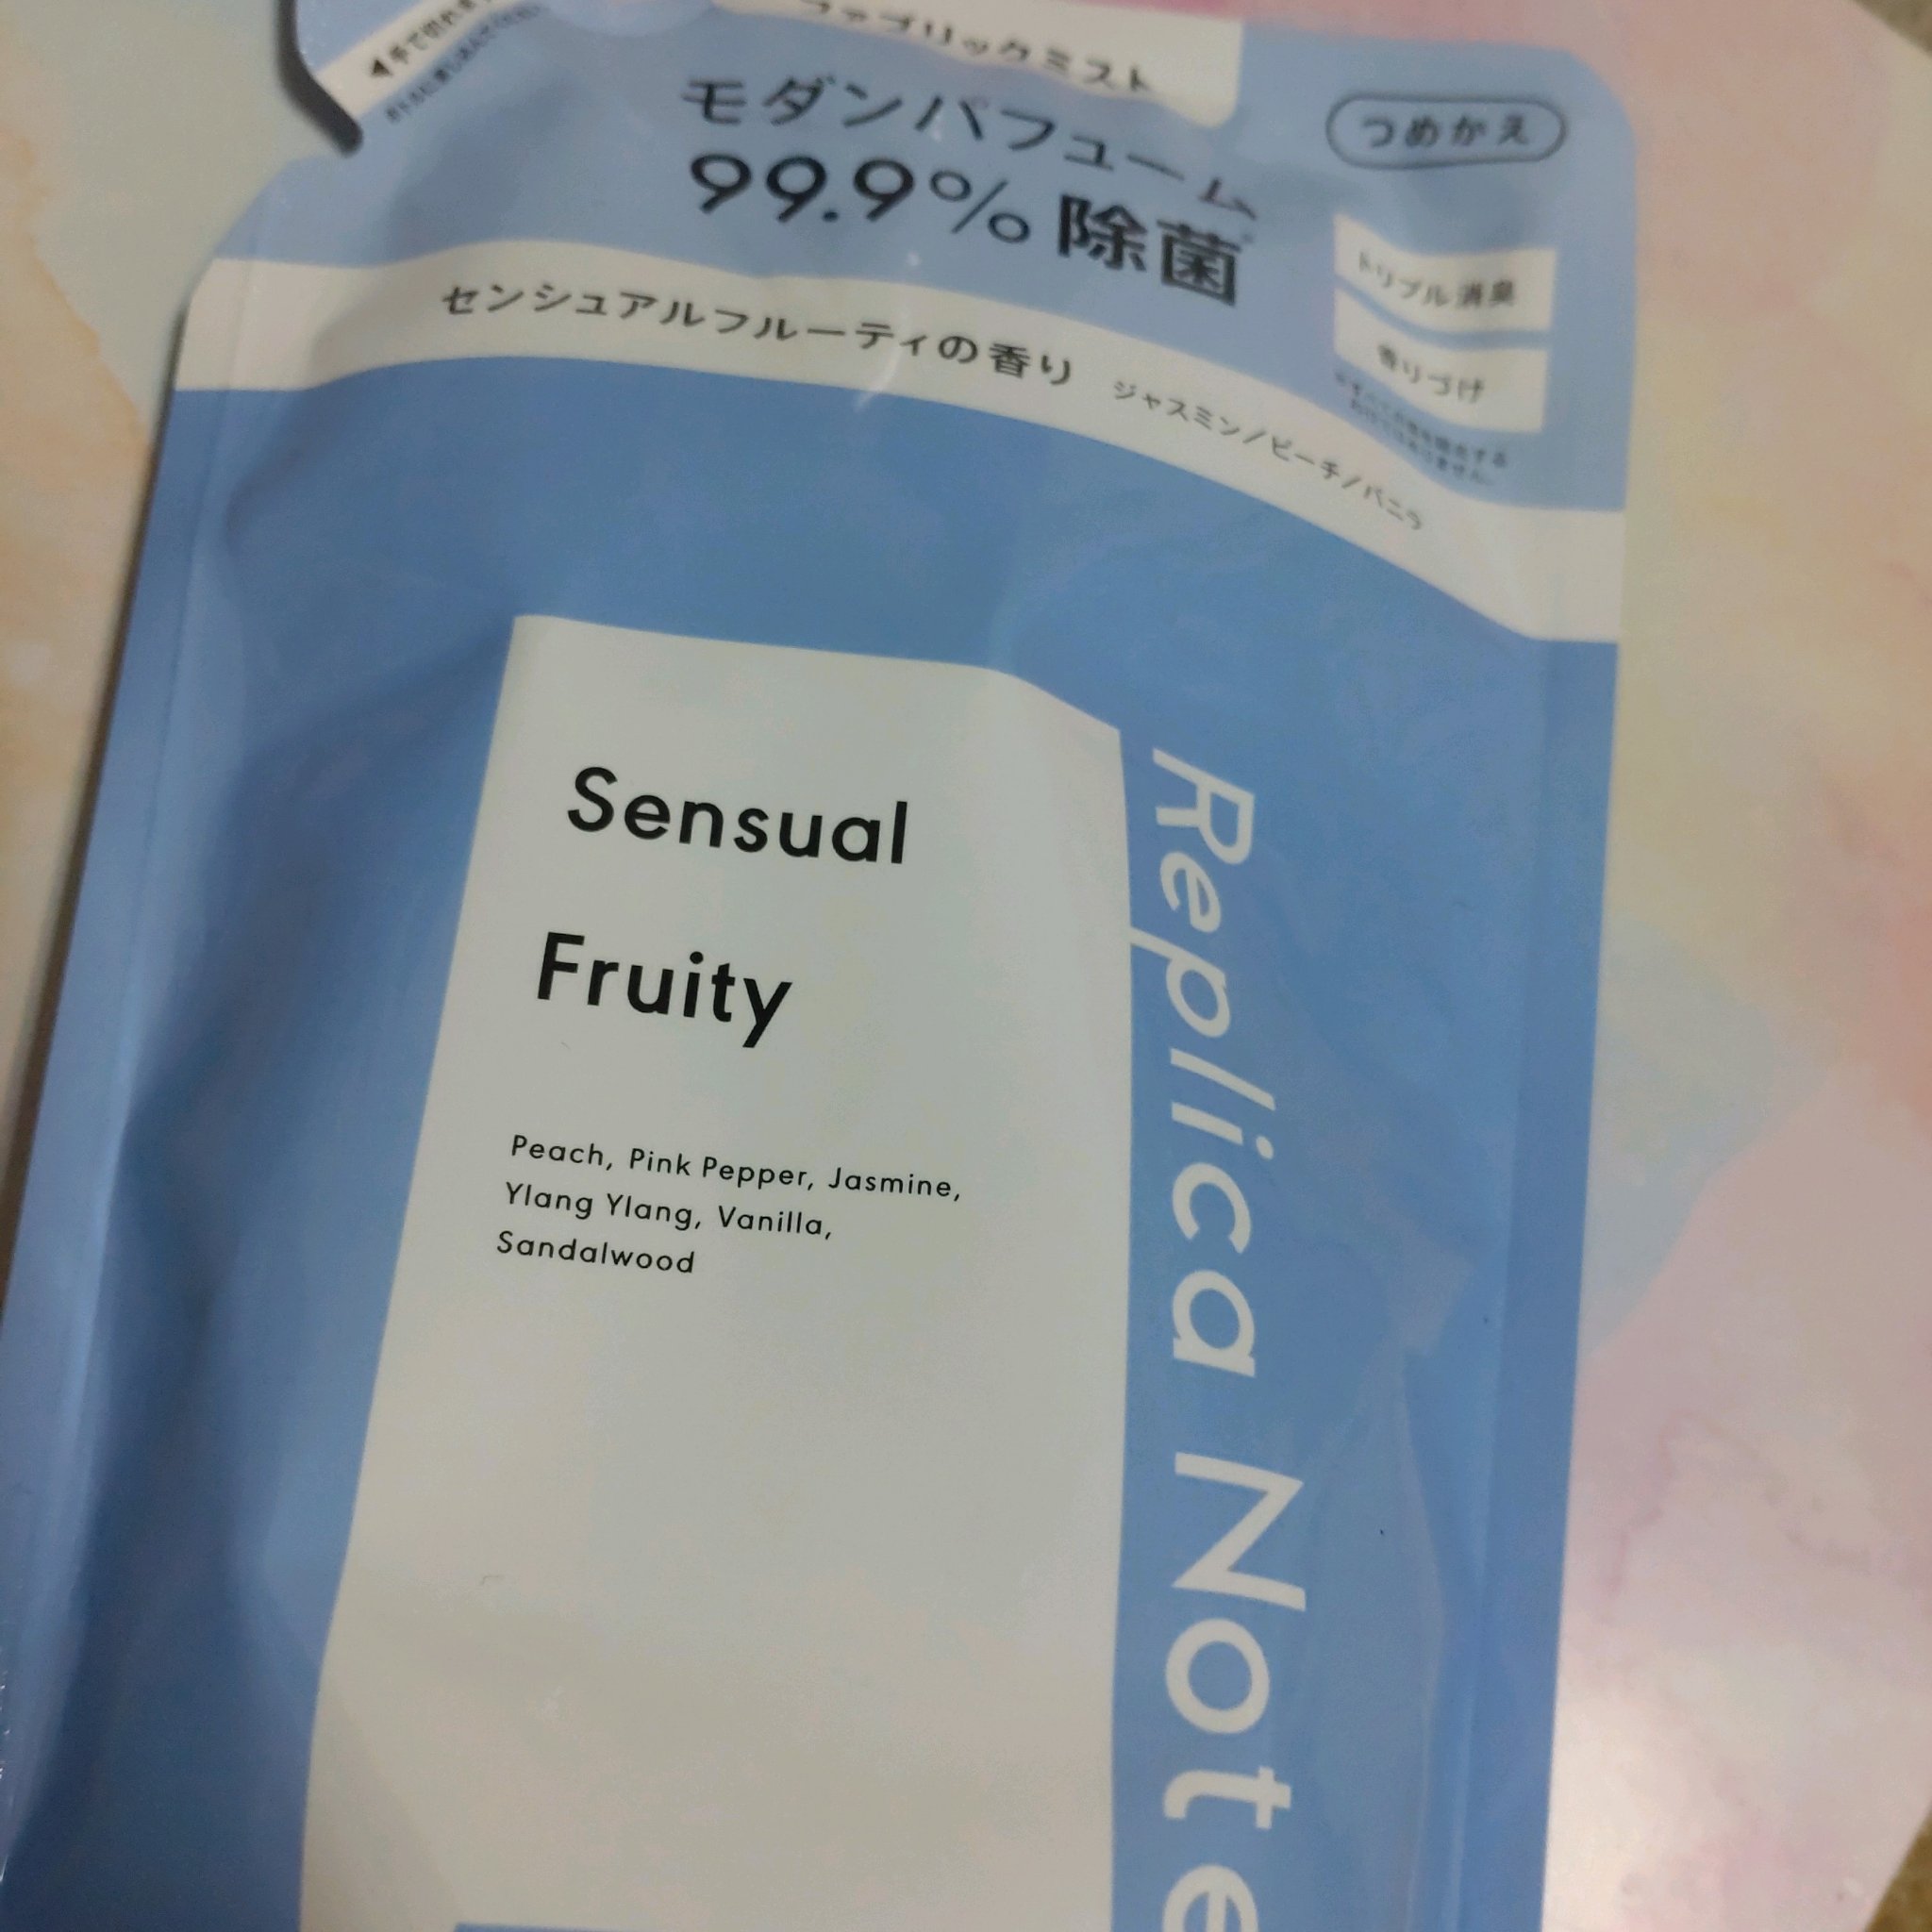 ファブリックミスト
モダンパフューム
99.9%除菌
つめかえ
トリプル消臭
香りづけ
センシュアルフルーティの香り ジャスミン/ピーチ/バニラ
Sensual
Fruity
Peach, Pink Pepper, Jasmine,
Ylang Ylang, Vanilla,
Sandalwood
Replica Note